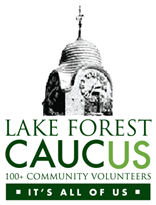 LAKE FOREST
CAUCUS
100+ COMMUNITY VOLUNTEERS
▪ IT'S ALL OF US ▪